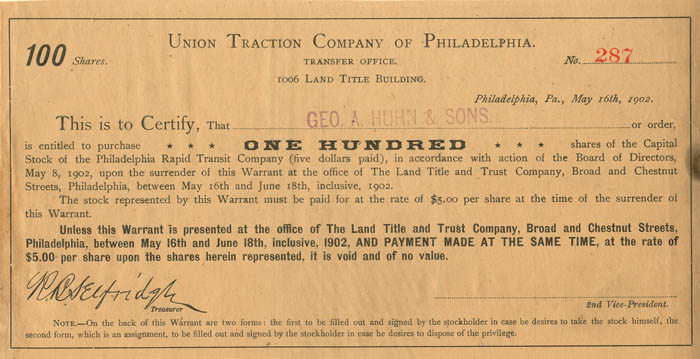 100 Shares.
Union Traction Company of Philadelphia.
No. 287
TRANSFER OFFICE.
1006 LAND TITLE BUILDING.
Philadelphia, Pa., May 16th, 1902.
This is to Certify, That GEO. A. HUHN & SONS. or order,
is entitled to purchase ★ ★ ★ ONE HUNDRED ★ ★ ★ shares of the Capital
Stock of the Philadelphia Rapid Transit Company (five dollars paid), in accordance with action of the Board of Directors,
May 8, 1902, upon the surrender of this Warrant at the office of The Land Title and Trust Company, Broad and Chestnut
Streets, Philadelphia, between May 16th and June 18th, inclusive, 1902.
The stock represented by this Warrant must be paid for at the rate of $5.00 per share at the time of the surrender of
this Warrant.
Unless this Warrant is presented at the office of The Land Title and Trust Company, Broad and Chestnut Streets,
Philadelphia, between May 16th and June 18th, inclusive, 1902, AND PAYMENT MADE AT THE SAME TIME, at the rate of
$5.00 per share upon the shares herein represented, it is void and of no value.
Selfridge
Treasurer
2nd Vice-President.
NOTE.—On the back of this Warrant are two forms: the first to be filled out and signed by the stockholder in case he desires to take the stock himself, the
second form, which is an assignment, to be filled out and signed by the stockholder in case he desires to dispose of the privilege.